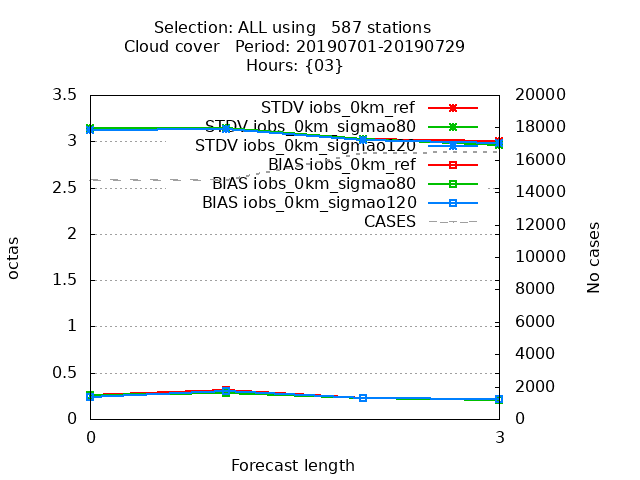 Selection: ALL using   587 stations
Cloud cover   Period: 20190701-20190729
Hours: {03}
3.5
3
2.5
2
1.5
1
0.5
0
20000
18000
16000
14000
12000
10000
8000
6000
4000
2000
0
STDV iobs_0km_ref
STDV iobs_0km_sigmao80
STDV iobs_0km_sigmao120
BIAS iobs_0km_ref
BIAS iobs_0km_sigmao80
BIAS iobs_0km_sigmao120
CASES
octas
No cases
0
3
Forecast length